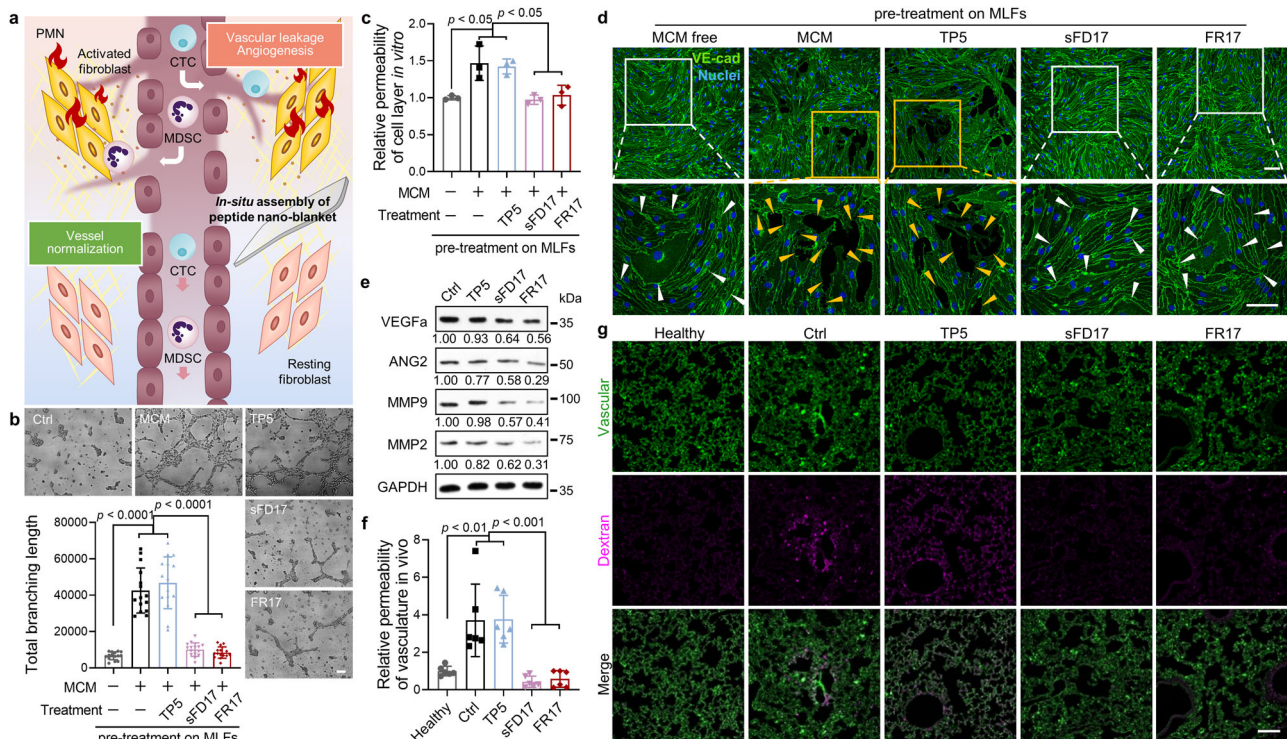 a
PMN
Activated
fibroblast
CTC
Vascular leakage
Angiogenesis
MDSC
In-situ assembly of
peptide nano-blanket
Vessel
normalization
CTC
MDSC
Resting
fibroblast
b
Ctrl
MCM
TP5
sFD17
FR17
p < 0.0001
p < 0.0001
Total branching length
80000
60000
40000
20000
0
MCM − + + + +
Treatment − − TP5 sFD17 FR17
pre-treatment on MLFs
c
p < 0.05
p < 0.05
Relative permeability
of cell layer in vitro
2.0
1.5
1.0
0.5
0.0
MCM − + + + +
Treatment − − TP5 sFD17 FR17
pre-treatment on MLFs
d
pre-treatment on MLFs
MCM free MCM TP5 sFD17 FR17
VE-cad
Nuclei
e
Ctrl TP5 sFD17 FR17 kDa
VEGFa 35
1.00 0.93 0.64 0.56
ANG2 50
1.00 0.77 0.58 0.29
MMP9 100
1.00 0.98 0.57 0.41
MMP2 75
1.00 0.82 0.62 0.31
GAPDH 35
f
p < 0.01
p < 0.001
Relative permeability
of vasculature in vivo
8
6
4
2
0
Healthy Ctrl TP5 sFD17 FR17
g
Healthy Ctrl TP5 sFD17 FR17
Vascular
Dextran
Merge